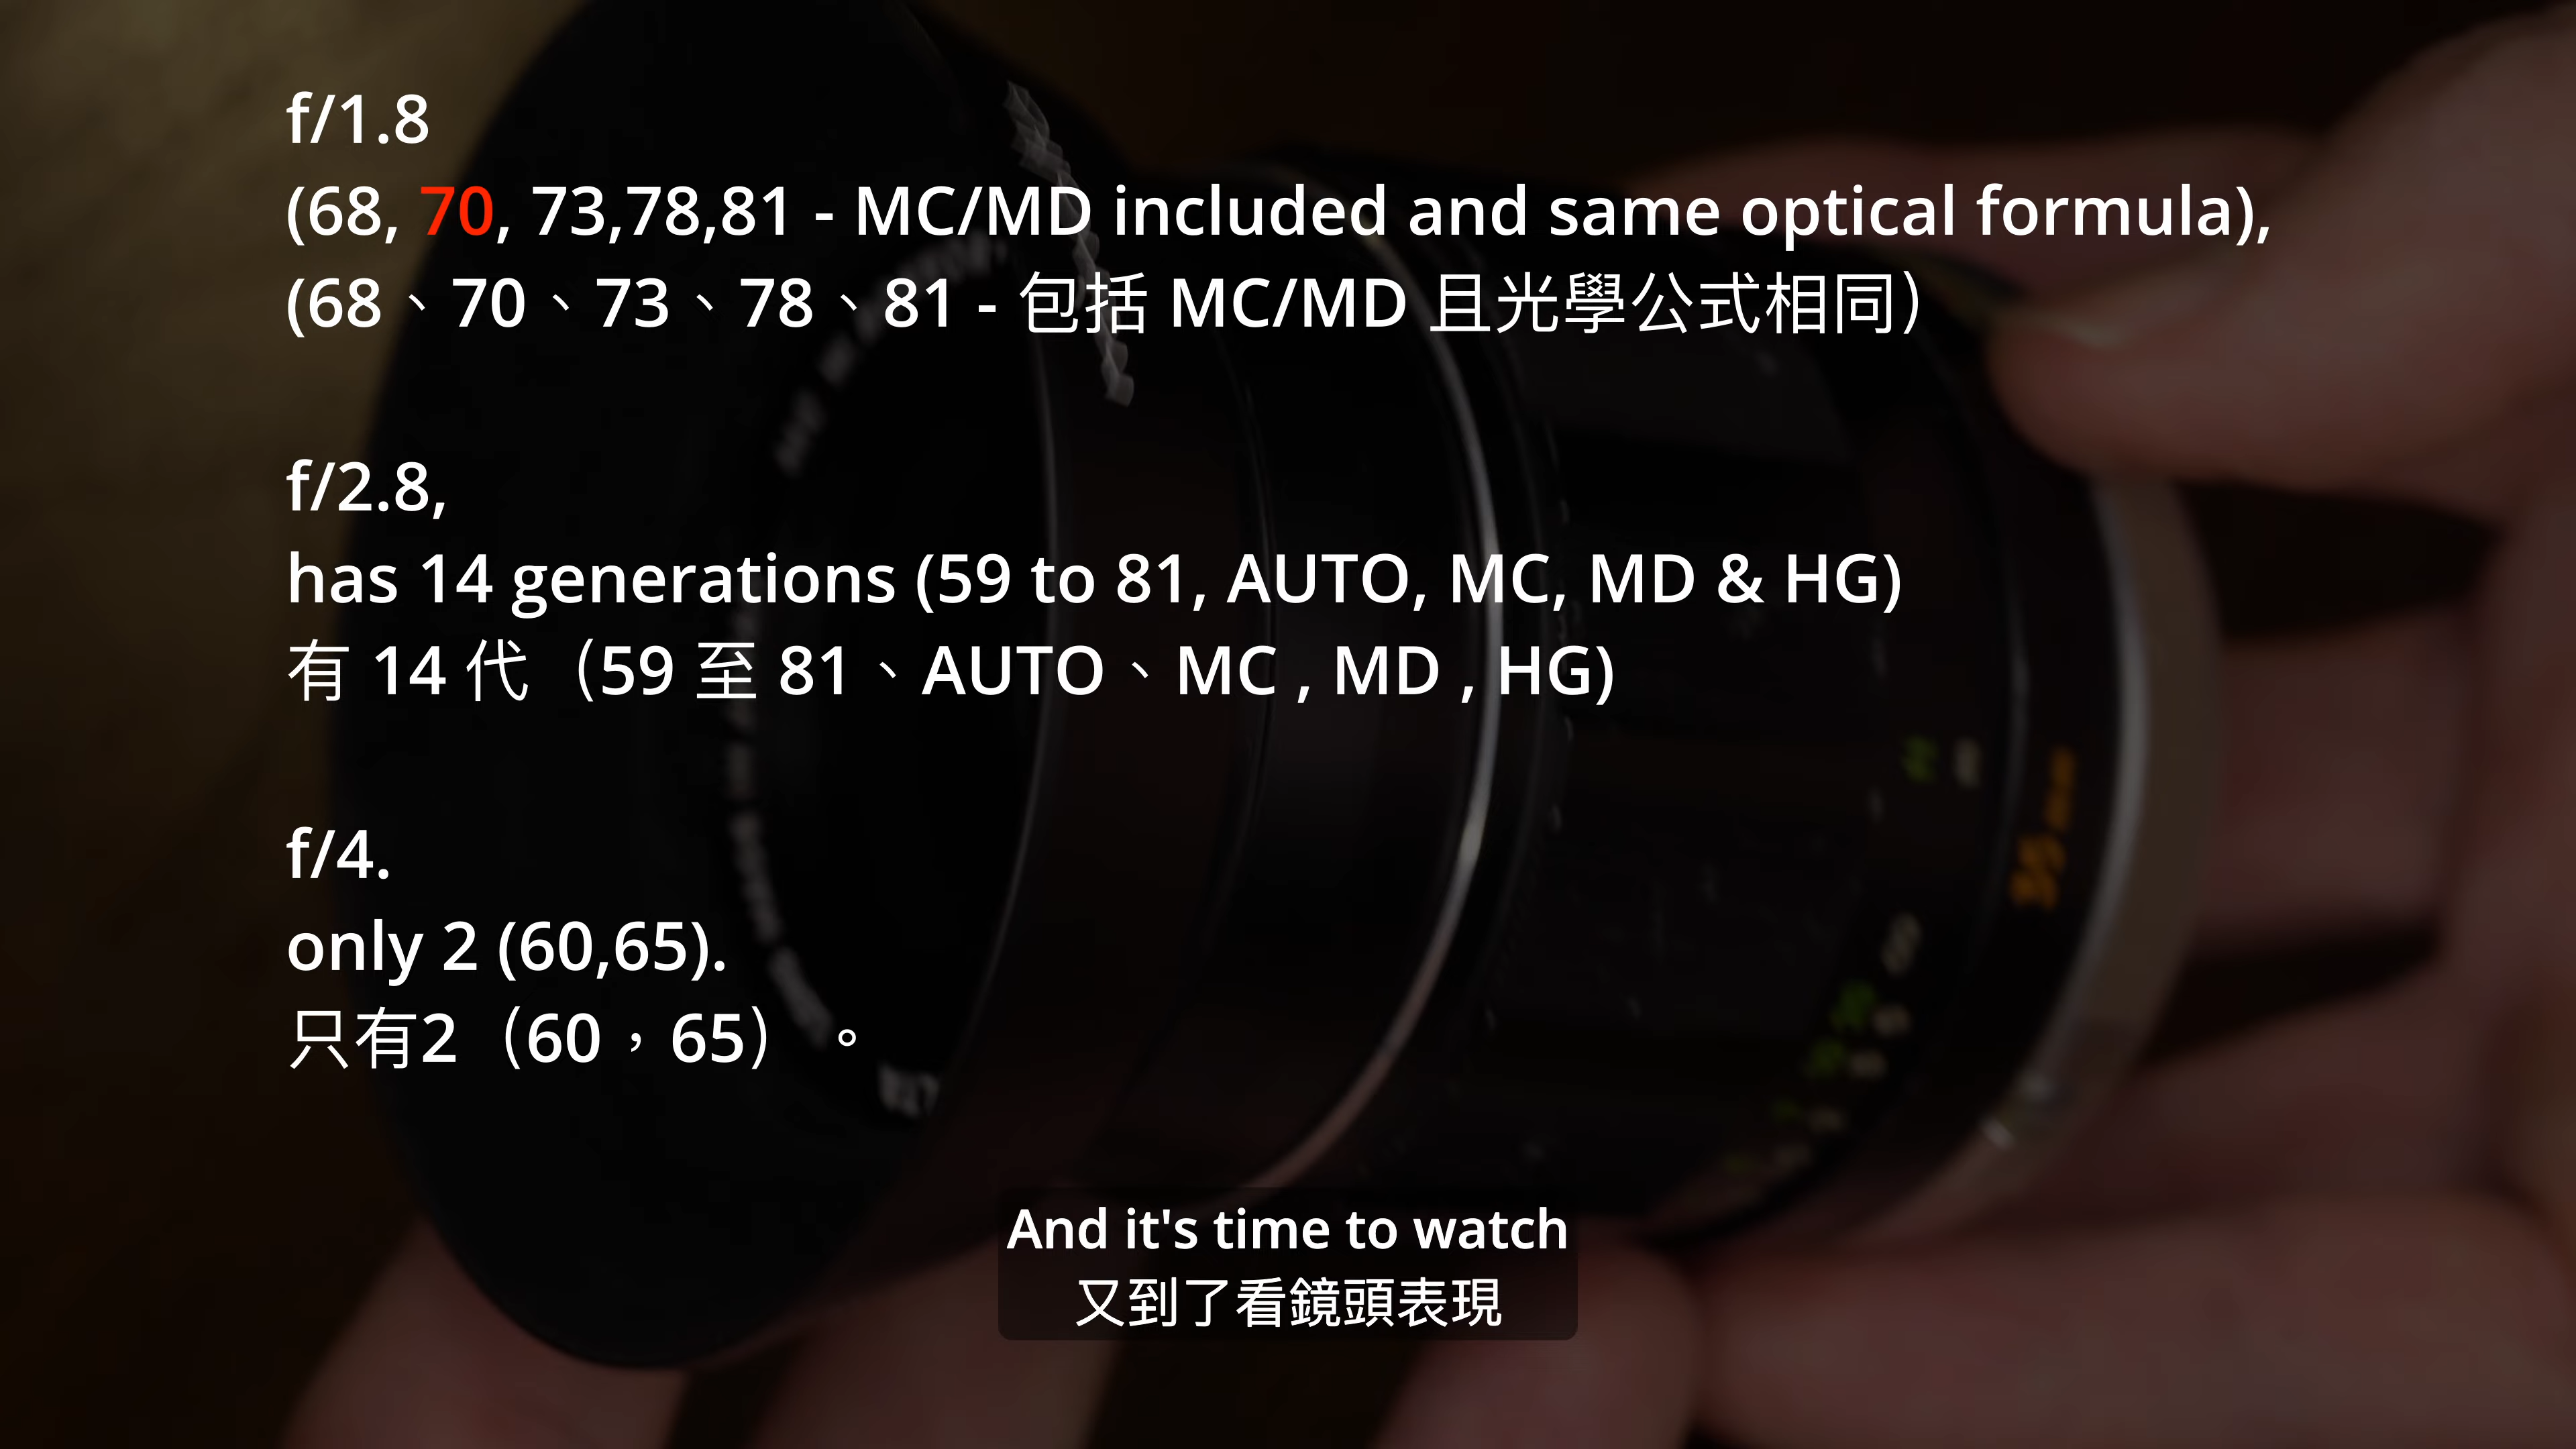 f/1.8
(68, 70, 73,78,81 - MC/MD included and same optical formula),
(68、70、73、78、81 - 包括 MC/MD 且光學公式相同）
f/2.8,
has 14 generations (59 to 81, AUTO, MC, MD & HG)
有 14 代（59 至 81、AUTO、MC , MD , HG)
f/4.
only 2 (60,65).
只有2（60，65）。
35mm
And it's time to watch
又到了看鏡頭表現